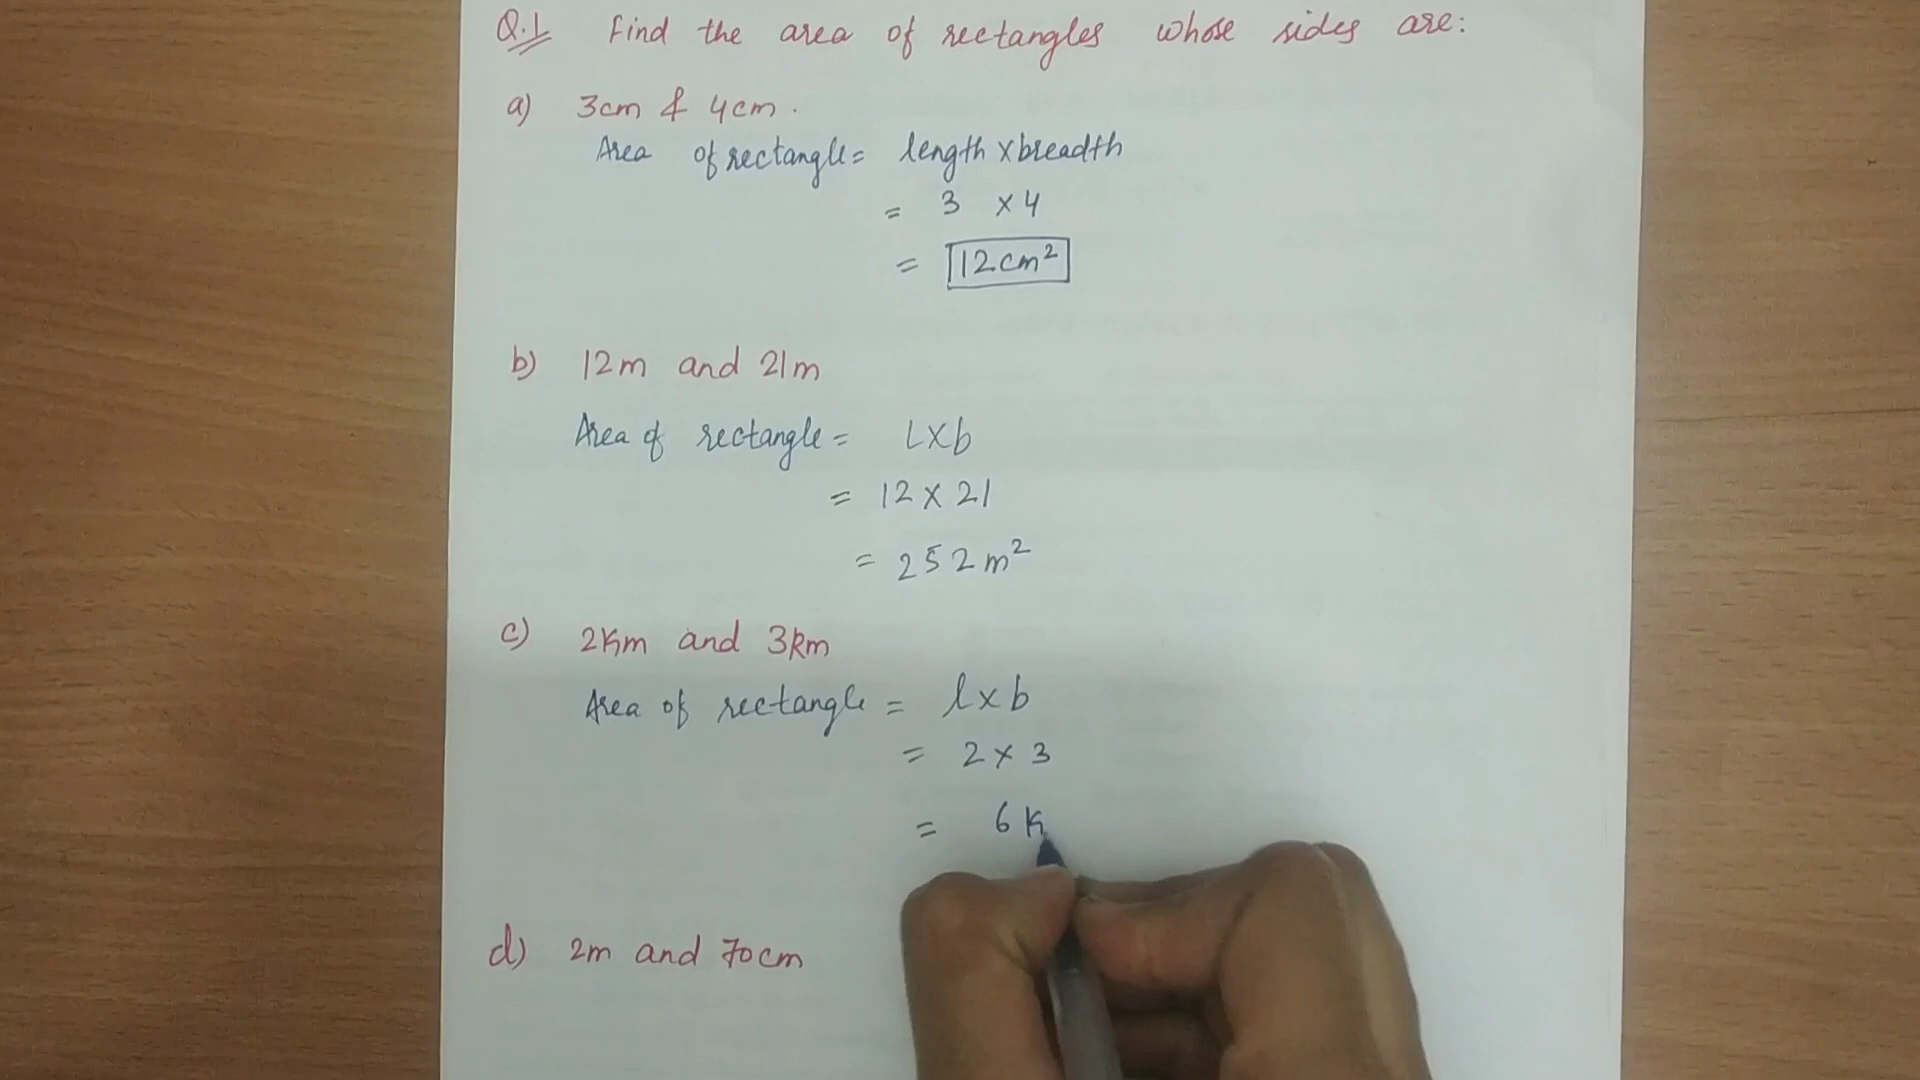 Q.1 Find the area of rectangles whose sides are:
a) 3cm & 4cm.
Area of rectangle = length x breadth
= 3 x 4
= 12cm²
b) 12m and 21m
Area of rectangle = L x b
= 12 x 21
= 252m²
c) 2Km and 3km
Area of rectangle = l x b
= 2 x 3
= 6 K
d) 2m and 70cm